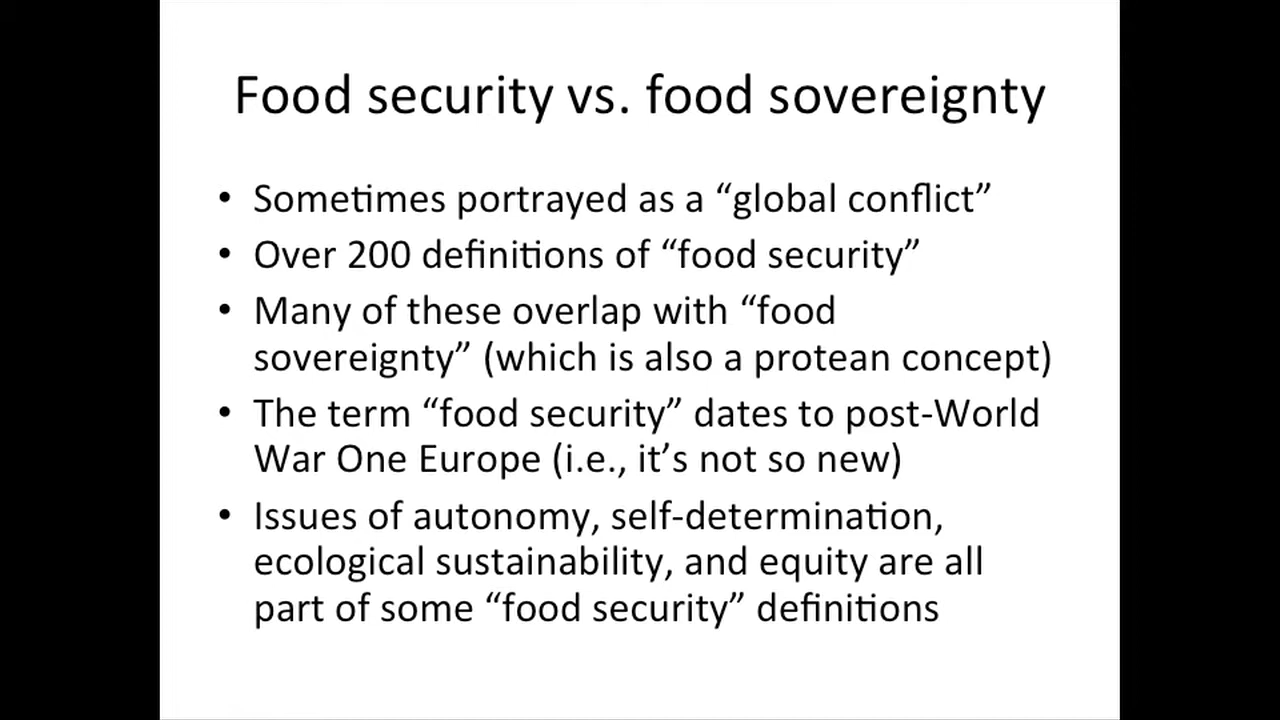 Food security vs. food sovereignty
• Sometimes portrayed as a “global conflict”
• Over 200 definitions of “food security”
• Many of these overlap with “food
sovereignty” (which is also a protean concept)
• The term “food security” dates to post-World
War One Europe (i.e., it’s not so new)
• Issues of autonomy, self-determination,
ecological sustainability, and equity are all
part of some “food security” definitions